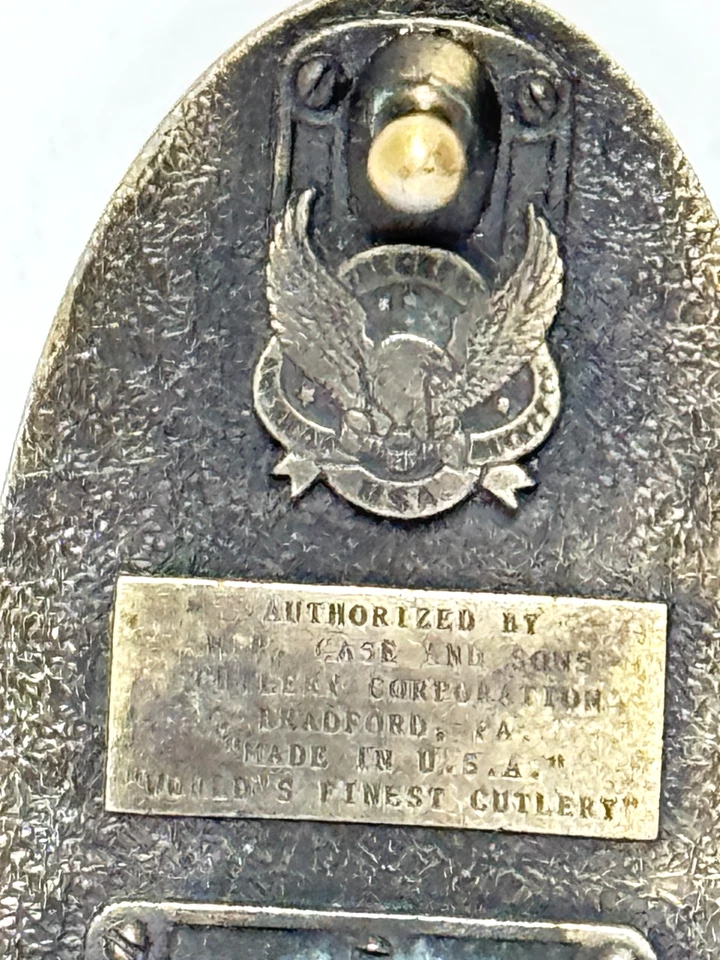 USA
AUTHORIZED BY
W.R. CASE AND SONS
CUTLERY CORPORATION
BRADFORD, PA.
"MADE IN U.S.A."
"WORLD'S FINEST CUTLERY"